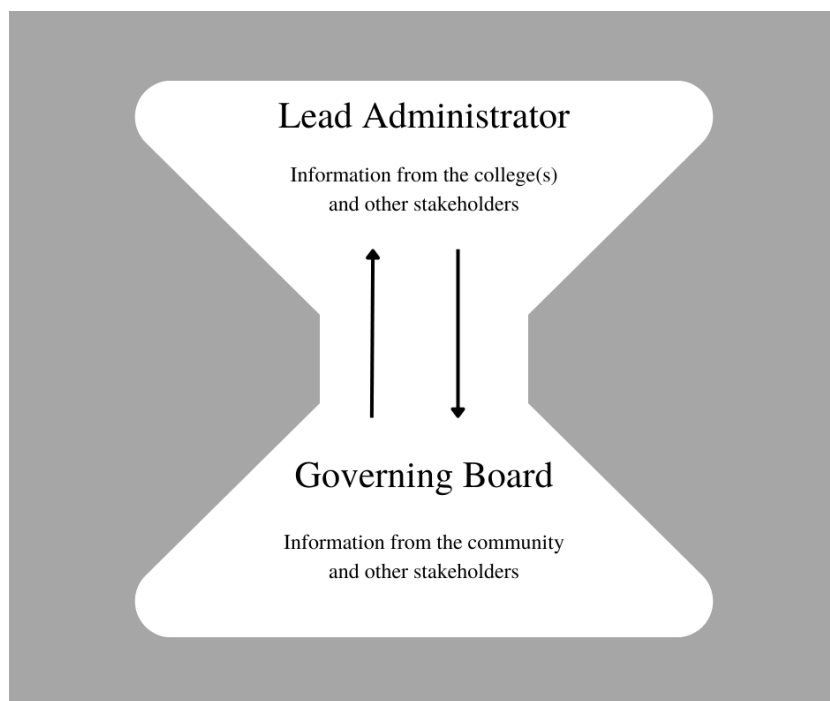 Lead Administrator
Information from the college(s)
and other stakeholders
Governing Board
Information from the community
and other stakeholders